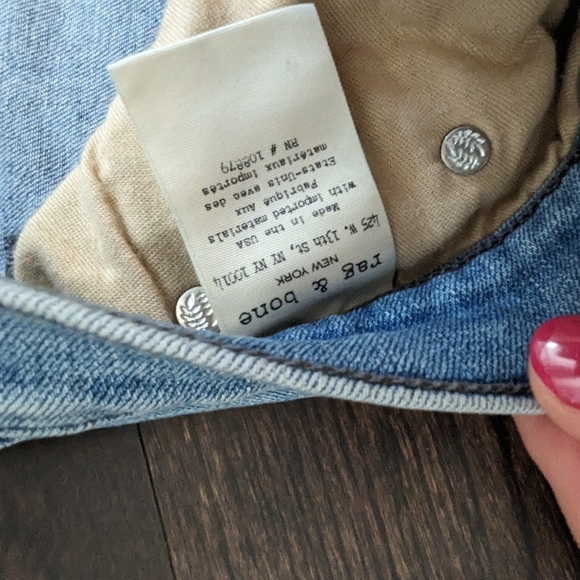 rag & bone
NEW YORK
425 W. 13th St, NY NY 10014
Made in the USA
with Imported materials
Fabriqué Aux
Etats-Unis avec des
matériaux importés
RN # 108879